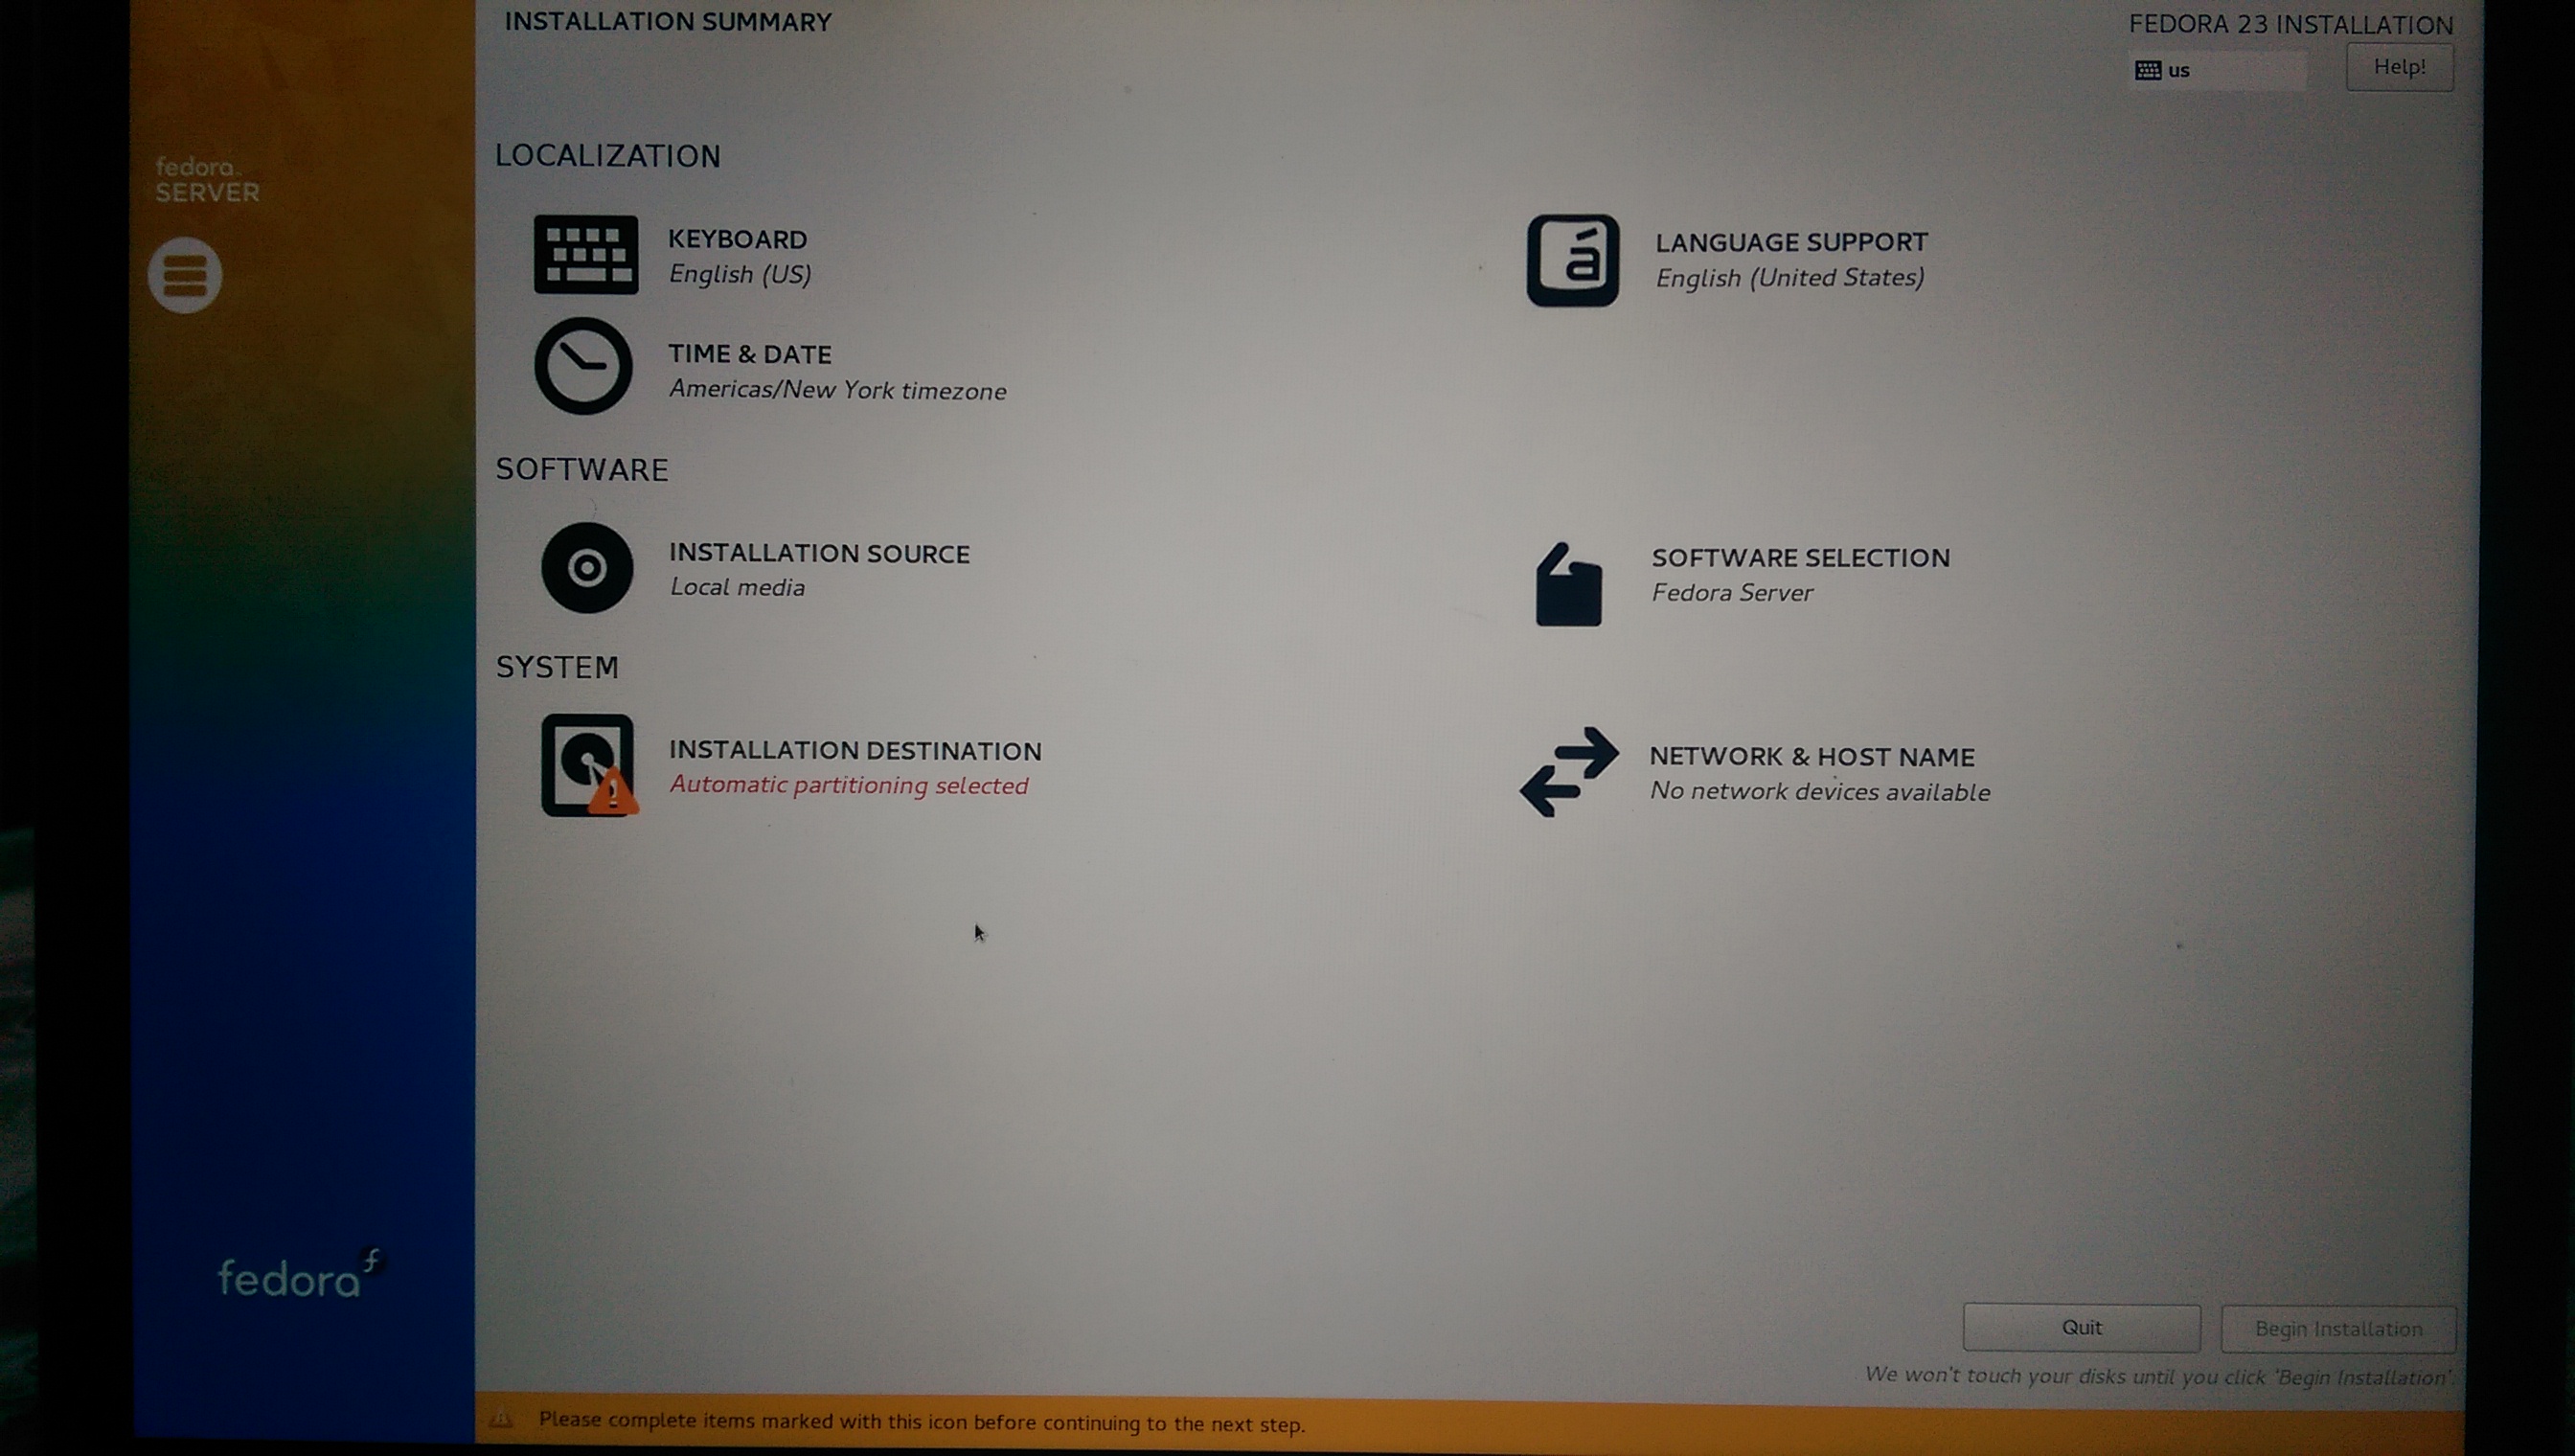 INSTALLATION SUMMARY
FEDORA 23 INSTALLATION
us
Help!
fedora
SERVER
LOCALIZATION
KEYBOARD
English (US)
LANGUAGE SUPPORT
English (United States)
TIME & DATE
Americas/New York timezone
SOFTWARE
INSTALLATION SOURCE
Local media
SOFTWARE SELECTION
Fedora Server
SYSTEM
INSTALLATION DESTINATION
Automatic partitioning selected
NETWORK & HOST NAME
No network devices available
fedora
Quit
Begin Installation
We won't touch your disks until you click 'Begin Installation'.
Please complete items marked with this icon before continuing to the next step.